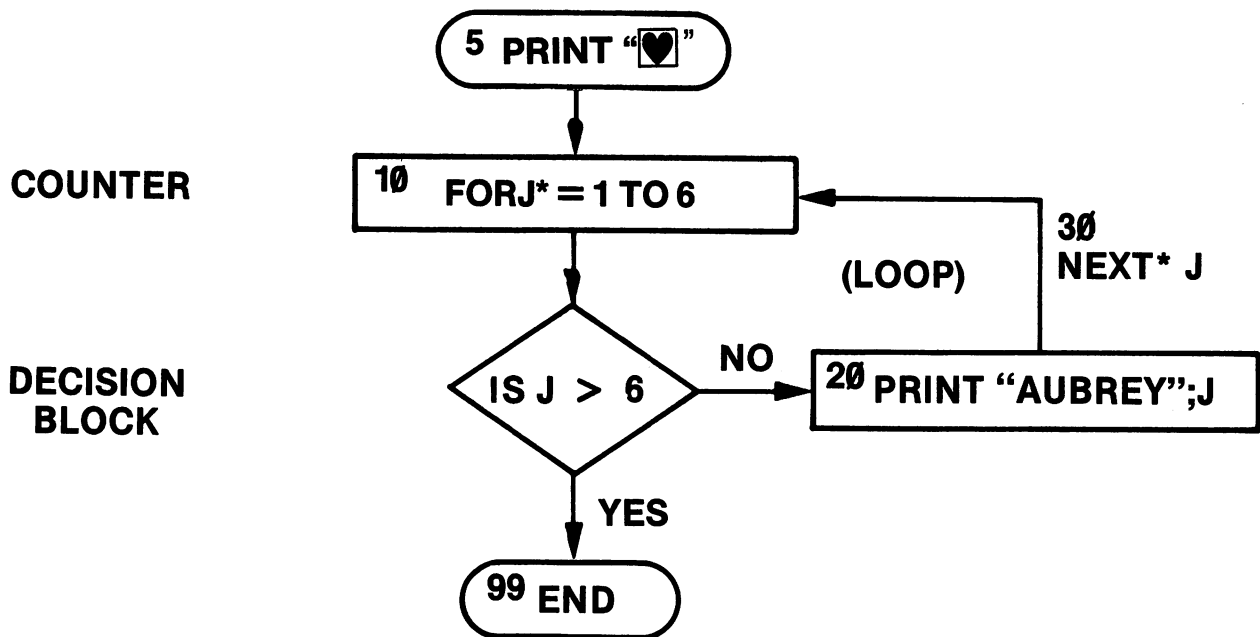 5 PRINT “♥”
COUNTER
10 FORJ* = 1 TO 6
30
NEXT* J
(LOOP)
DECISION
BLOCK
IS J > 6
NO
20 PRINT “AUBREY”;J
YES
99 END